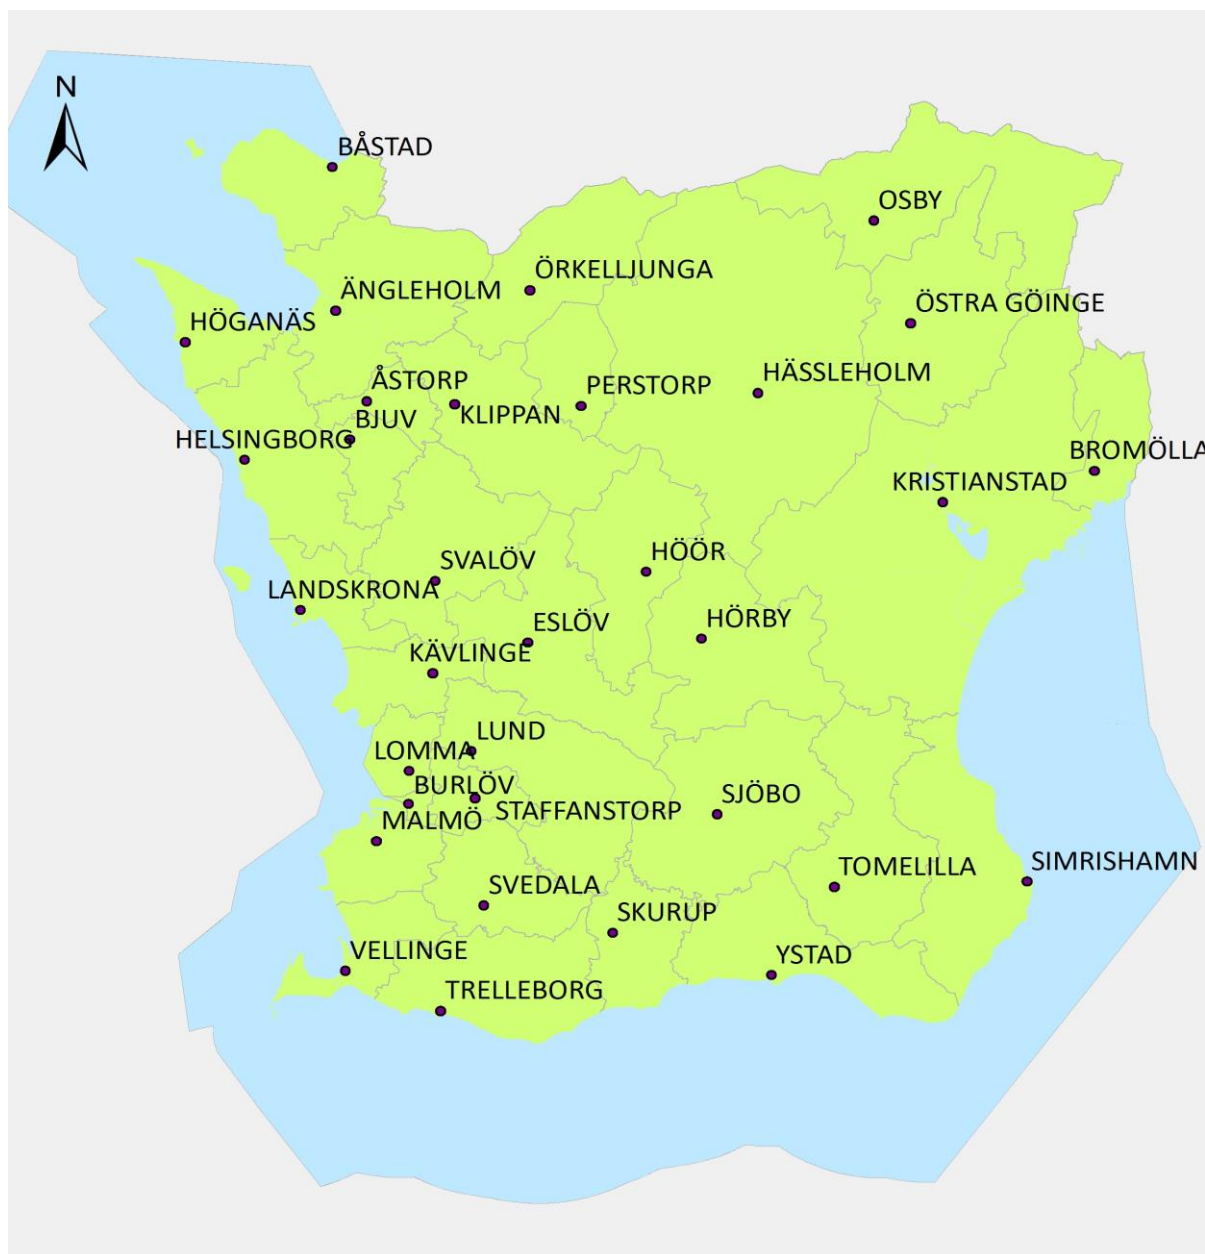 N
BÅSTAD
OSBY
ÖRKELLJUNGA
ÄNGLEHOLM
ÖSTRA GÖINGE
HÖGANÄS
HÄSSLEHOLM
ÅSTORP
PERSTORP
KLIPPAN
BJUV
HELSINGBORG
BROMÖLLA
KRISTIANSTAD
SVALÖV
HÖÖR
LANDSKRONA
ESLÖV
HÖRBY
KÄVLINGE
LUND
LOMMA
BURLÖV
SJÖBO
STAFFANSTORP
MALMÖ
TOMELILLA
SIMRISHAMN
SVEDALA
SKURUP
VELLINGE
YSTAD
TRELLEBORG